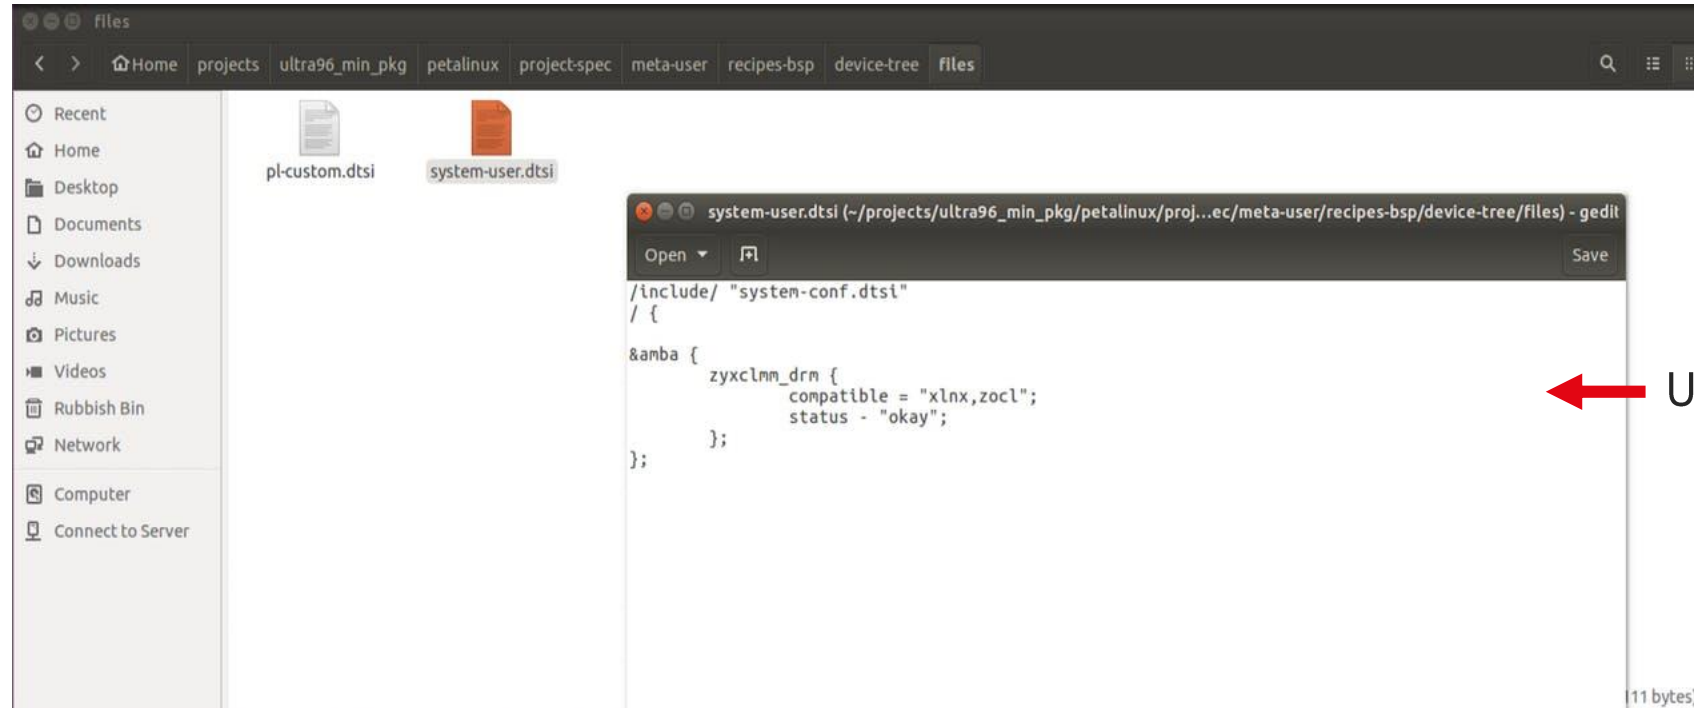 files
Home projects ultra96_min_pkg petalinux project-spec meta-user recipes-bsp device-tree files
Recent
Home
Desktop
Documents
Downloads
Music
Pictures
Videos
Rubbish Bin
Network
Computer
Connect to Server
pl-custom.dtsi system-user.dtsi
system-user.dtsi (~/projects/ultra96_min_pkg/petalinux/proj...ec/meta-user/recipes-bsp/device-tree/files) - gedit
Open Save
/include/ "system-conf.dtsi"
/ {
&amba {
zyxclmm_drm {
compatible = "xlnx,zocl";
status - "okay";
};
};
U
11 bytes)